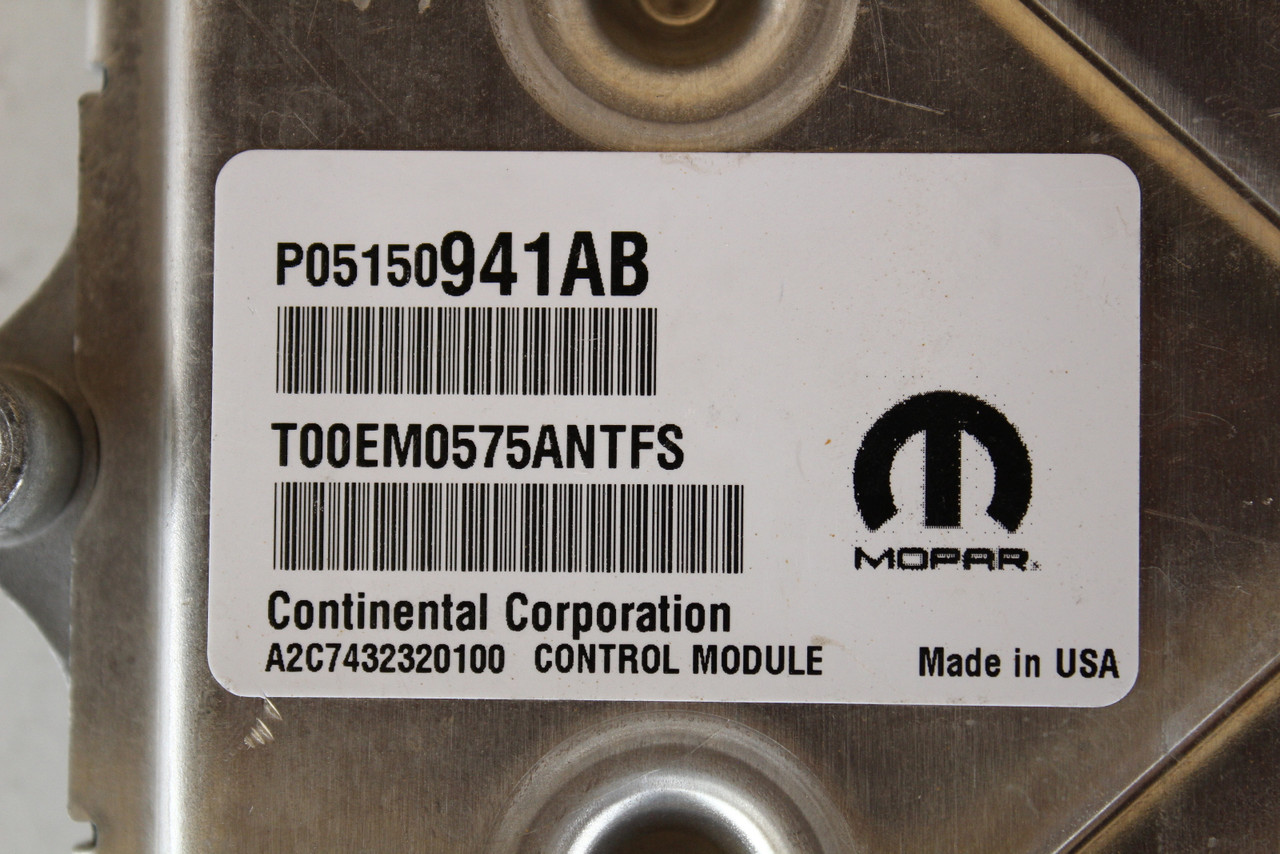 P05150941AB
T00EM0575ANTFS
MOPAR
Continental Corporation
A2C7432320100 CONTROL MODULE Made in USA